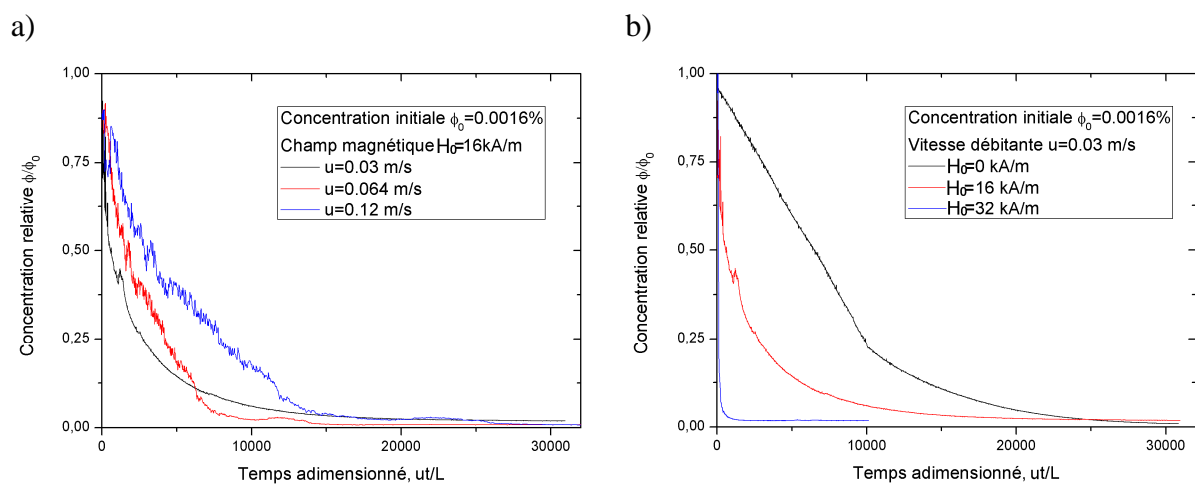 a)
1,00
0,75
0,50
0,25
0,00
Concentration relative ϕ/ϕ₀
Concentration initiale ϕ₀=0.0016%
Champ magnétique H₀=16kA/m
u=0.03 m/s
u=0.064 m/s
u=0.12 m/s
0 10000 20000 30000
Temps adimensionné, ut/L
b)
1,00
0,75
0,50
0,25
0,00
Concentration relative ϕ/ϕ₀
Concentration initiale ϕ₀=0.0016%
Vitesse débitante u=0.03 m/s
H₀=0 kA/m
H₀=16 kA/m
H₀=32 kA/m
0 10000 20000 30000
Temps adimensionné, ut/L